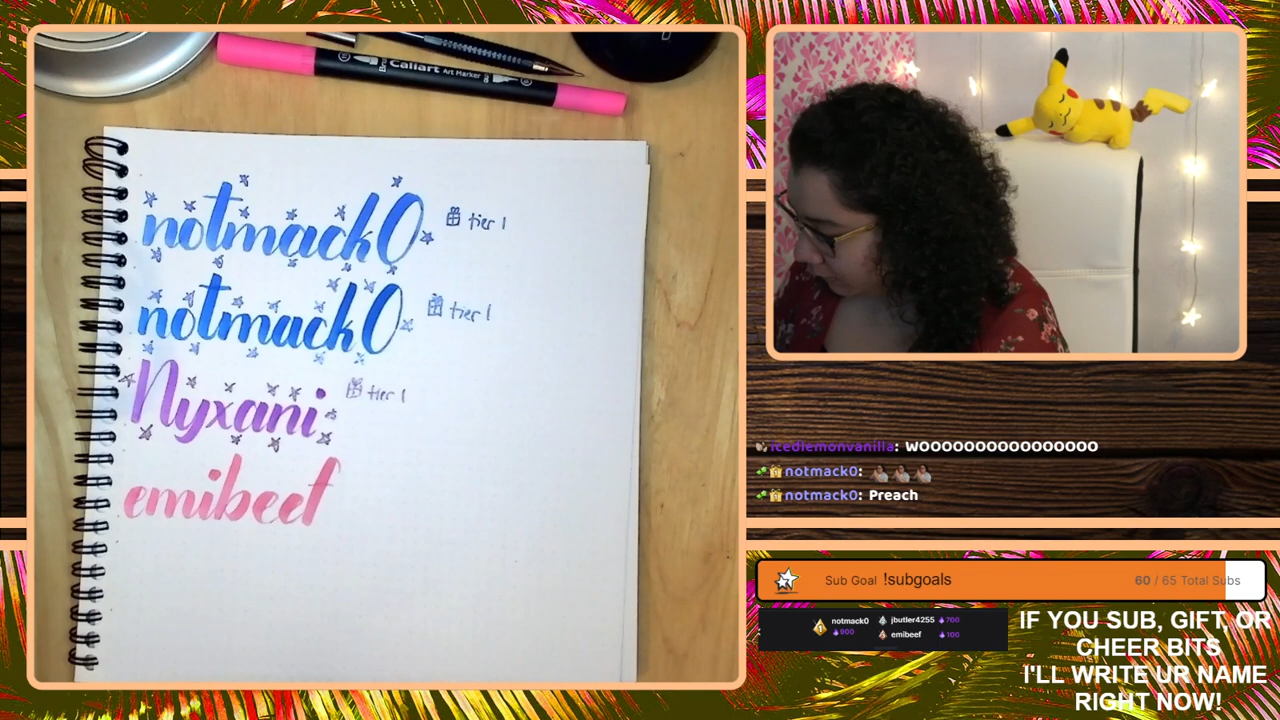 Caliart Art Marker
notmack0 tier 1
notmack0 tier 1
Nyxani tier 1
emibeef
icedlemonvanilla: WOOOOOOOOOOOOOOOO
notmack0:
notmack0: Preach
Sub Goal !subgoals 60 / 65 Total Subs
1 notmack0 900
jbutler4255 700
emibeef 100
IF YOU SUB, GIFT, OR
CHEER BITS
I'LL WRITE UR NAME
RIGHT NOW!